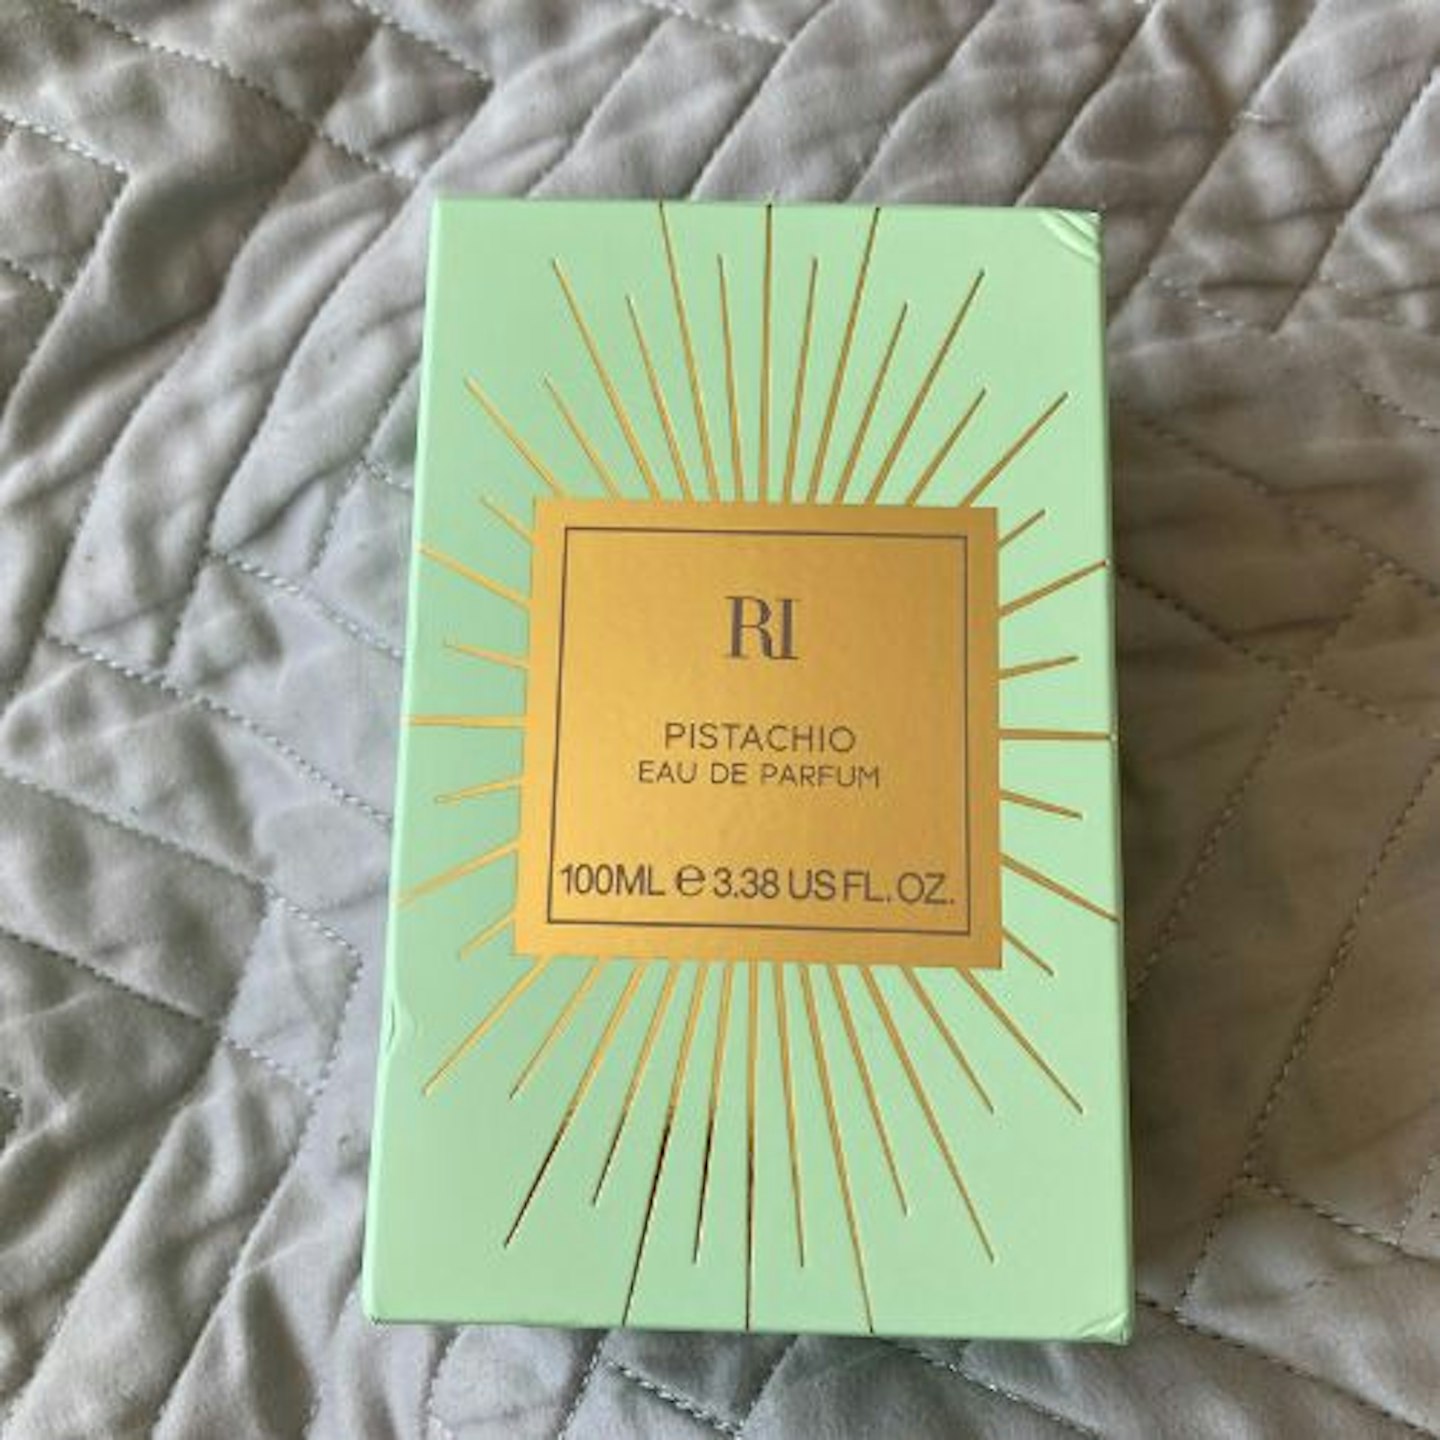 RI
PISTACHIO
EAU DE PARFUM
100ML ℮ 3.38 US FL. OZ.